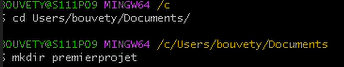 BOUVETY@S111P09 MINGW64 /c
$ cd Users/bouvety/Documents/
BOUVETY@S111P09 MINGW64 /c/Users/bouvety/Documents
$ mkdir premierprojet